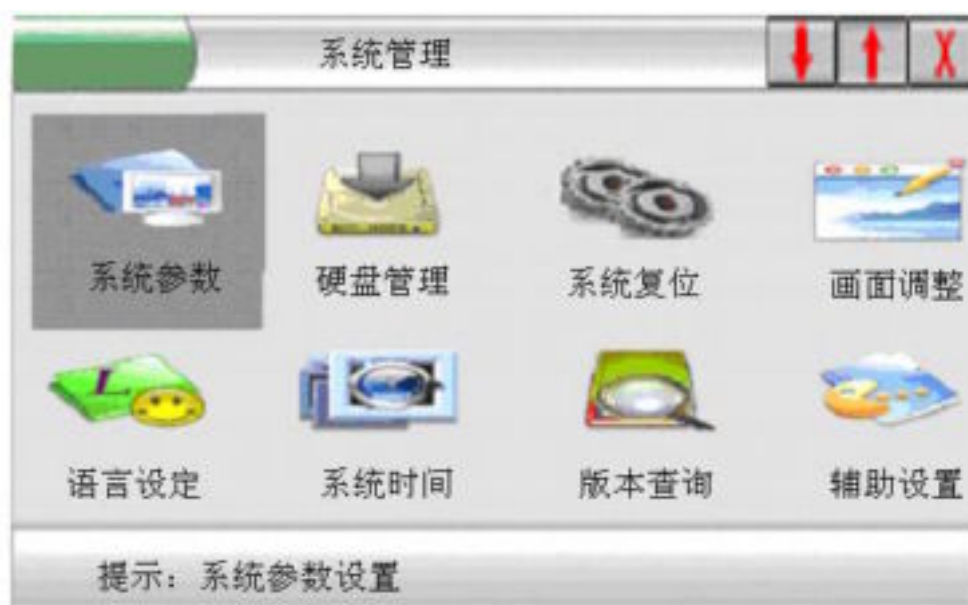 系统管理
系统参数 硬盘管理 系统复位 画面调整
语言设定 系统时间 版本查询 辅助设置
提示：系统参数设置